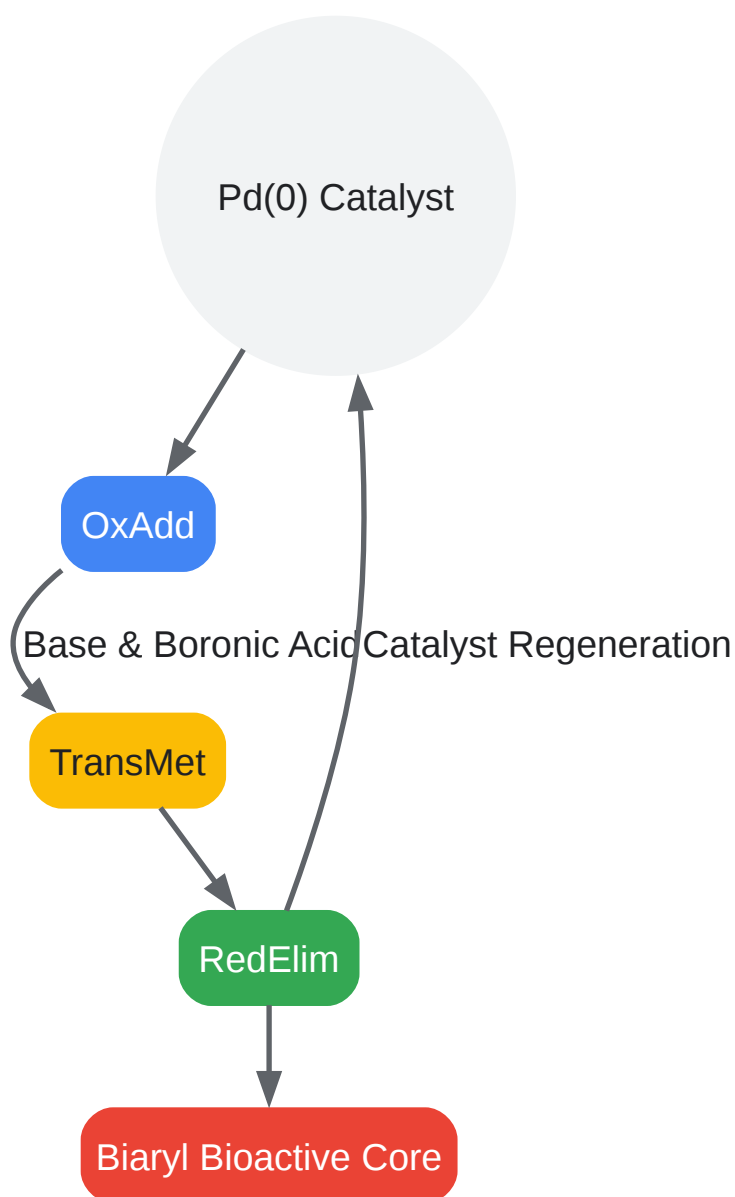 Pd(0) Catalyst
OxAdd
Base & Boronic Acid
Catalyst Regeneration
TransMet
RedElim
Biaryl Bioactive Core